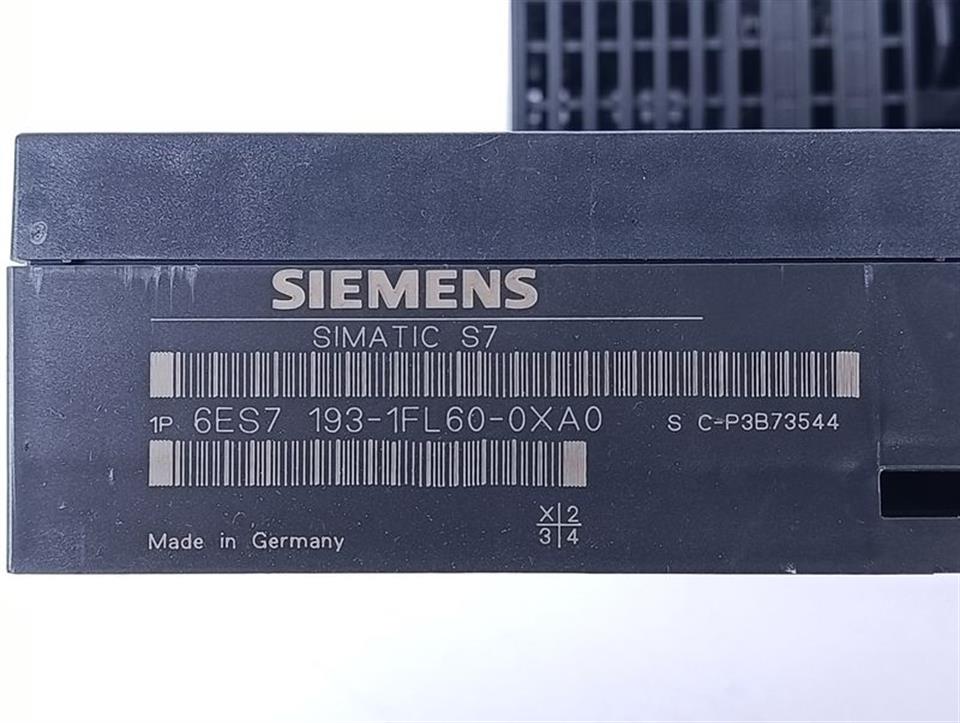 SIEMENS
SIMATIC S7
1P 6ES7 193-1FL60-0XA0 S C-P3B73544
Made in Germany
X 2
3 4